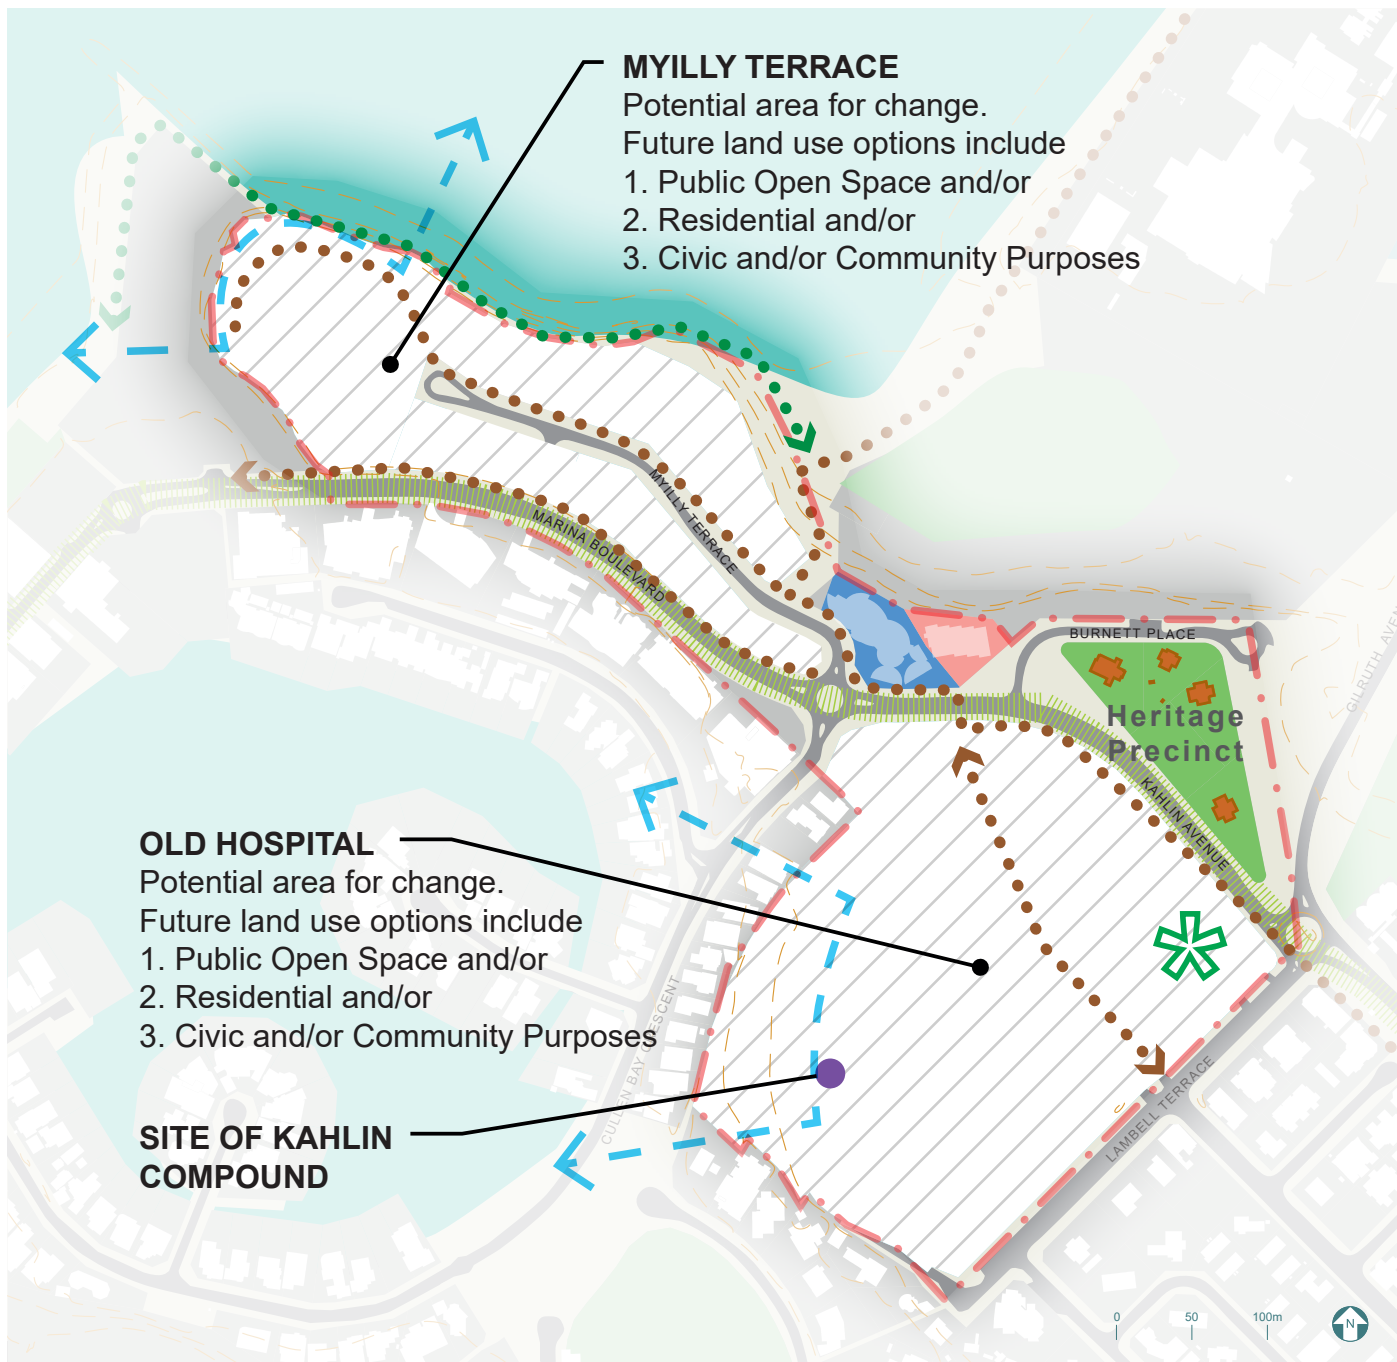 MYILLY TERRACE
Potential area for change.
Future land use options include
1. Public Open Space and/or
2. Residential and/or
3. Civic and/or Community Purposes
MYILLY TERRACE
MARINA BOULEVARD
BURNETT PLACE
GILRUTH AVE
Heritage
Precinct
KAHLIN AVENUE
OLD HOSPITAL
Potential area for change.
Future land use options include
1. Public Open Space and/or
2. Residential and/or
3. Civic and/or Community Purposes
CULLEN BAY CRESCENT
LAMBELL TERRACE
SITE OF KAHLIN
COMPOUND
0 50 100m
N